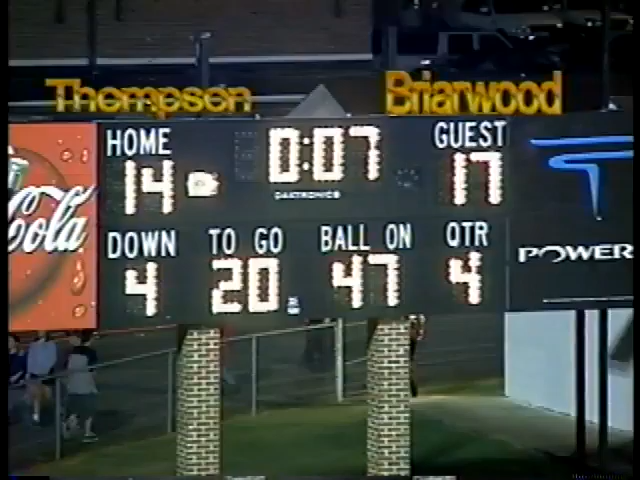 Thompson Briarwood
HOME 0:07 GUEST
14 17
DAKTRONICS
DOWN TO GO BALL ON QTR
4 20 47 4
Cola
POWER